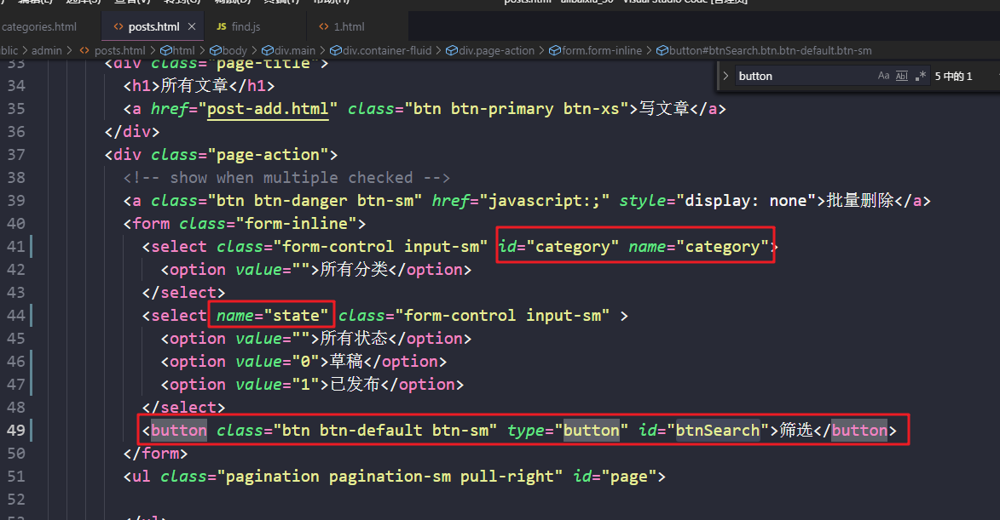 categories.html posts.html × JS find.js 1.html
blic > admin > posts.html > html > body > div.main > div.container-fluid > div.page-action > form.form-inline > button#btnSearch.btn.btn-default.btn-sm
button Aa Abl .* 5 中的 1
33 <div class="page-title">
34 <h1>所有文章</h1>
35 <a href="post-add.html" class="btn btn-primary btn-xs">写文章</a>
36 </div>
37 <div class="page-action">
38 <!-- show when multiple checked -->
39 <a class="btn btn-danger btn-sm" href="javascript:;" style="display: none">批量删除</a>
40 <form class="form-inline">
41 <select class="form-control input-sm" id="category" name="category">
42 <option value="">所有分类</option>
43 </select>
44 <select name="state" class="form-control input-sm" >
45 <option value="">所有状态</option>
46 <option value="0">草稿</option>
47 <option value="1">已发布</option>
48 </select>
49 <button class="btn btn-default btn-sm" type="button" id="btnSearch">筛选</button>
50 </form>
51 <ul class="pagination pagination-sm pull-right" id="page">
52
53 </ul>